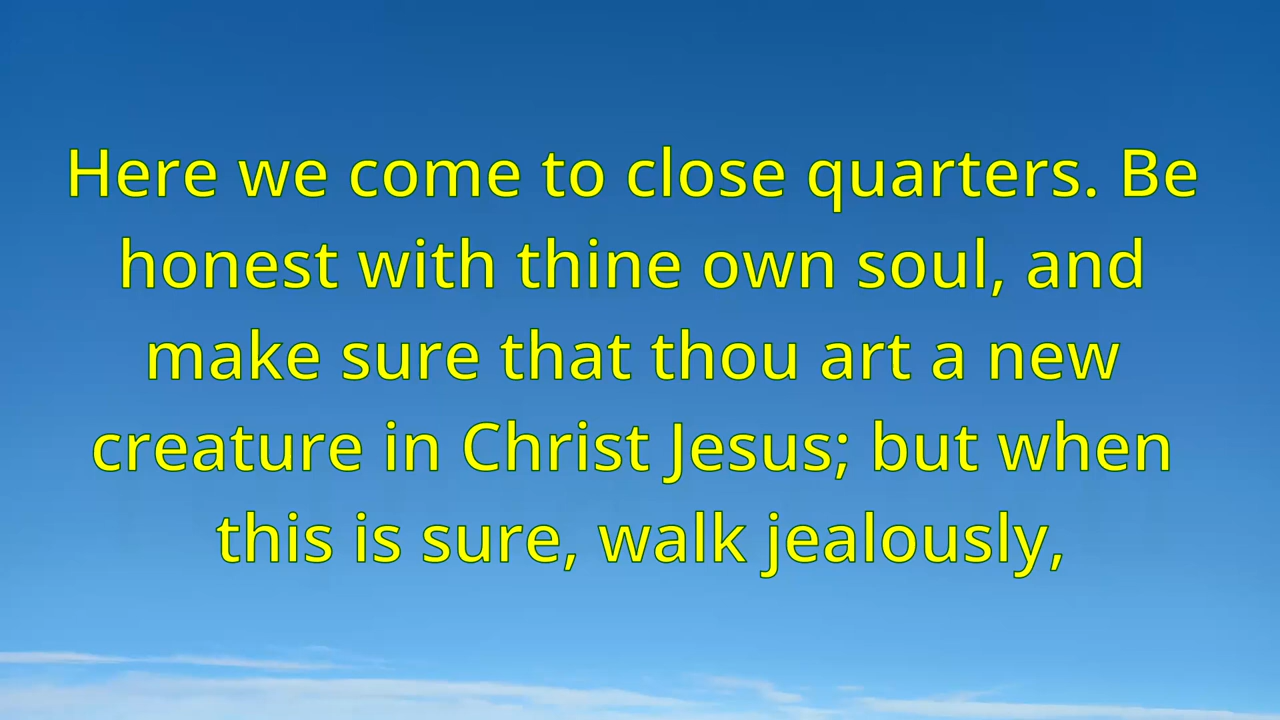 Here we come to close quarters. Be
honest with thine own soul, and
make sure that thou art a new
creature in Christ Jesus; but when
this is sure, walk jealously,